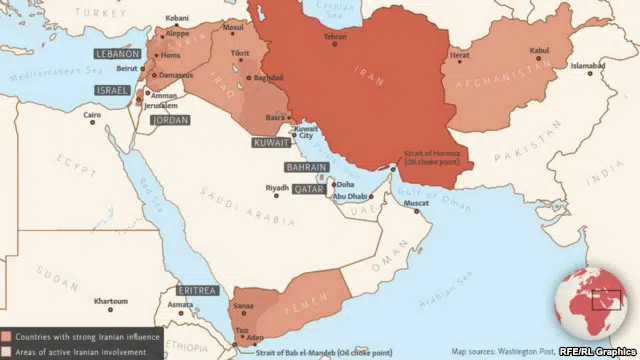 TURKEY
Caspian
Sea
Kobani
Aleppo
Mosul
Tehran
SYRIA
LEBANON
Homs
Tikrit
Herat
Kabul
Mediterranean Sea
Beirut
Damascus
Baghdad
IRAN
AFGHANISTAN
Islamabad
ISRAEL
Amman
Jerusalem
IRAQ
Cairo
JORDAN
Basra
Kuwait
City
KUWAIT
Strait of Hormuz
(Oil choke point)
PAKISTAN
EGYPT
BAHRAIN
INDIA
Riyadh
QATAR
Doha
Abu Dhabi
Gulf of Oman
Red Sea
SAUDI ARABIA
UAE
Muscat
OMAN
SUDAN
ERITREA
Arabian Sea
Khartoum
Asmara
Sanaa
YEMEN
Taiz
Aden
Countries with strong Iranian influence
Areas of active Iranian involvement
ETHIOPIA
Strait of Bab el-Mandeb (Oil choke point)
Map sources: Washington Post,
RFE/RL Graphics